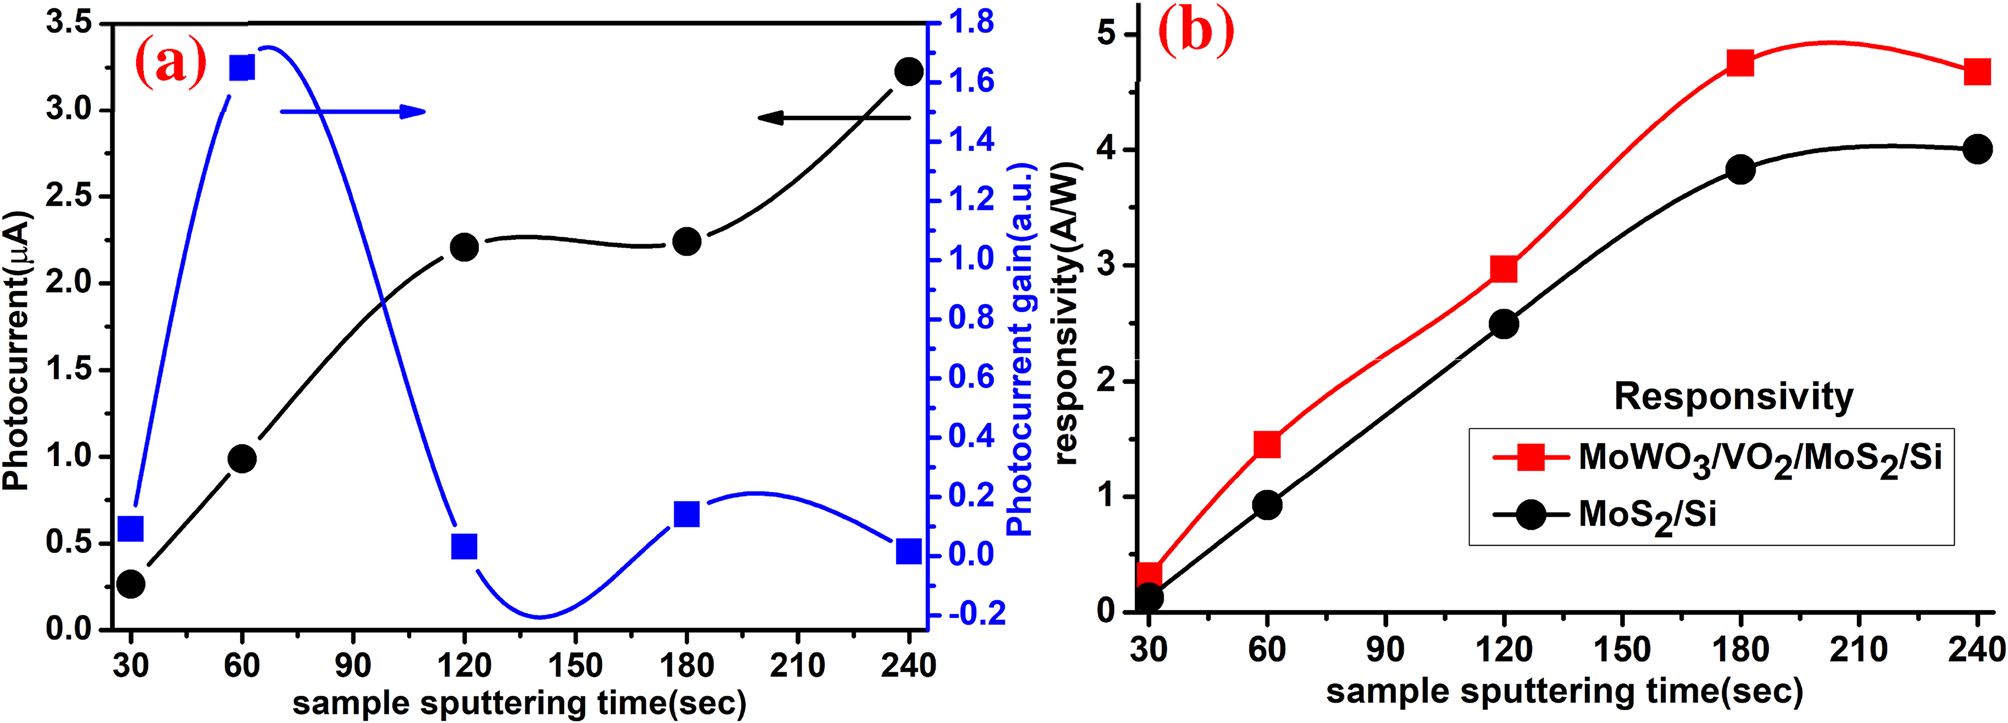 (a)
Photocurrent(μA)
3.5
3.0
2.5
2.0
1.5
1.0
0.5
0.0
30 60 90 120 150 180 210 240
sample sputtering time(sec)
1.8
1.6
1.4
1.2
1.0
0.8
0.6
0.4
0.2
0.0
-0.2
Photocurrent gain(a.u.)
(b)
responsivity(A/W)
5
4
3
2
1
0
30 60 90 120 150 180 210 240
sample sputtering time(sec)
Responsivity
MoWO3/VO2/MoS2/Si
MoS2/Si